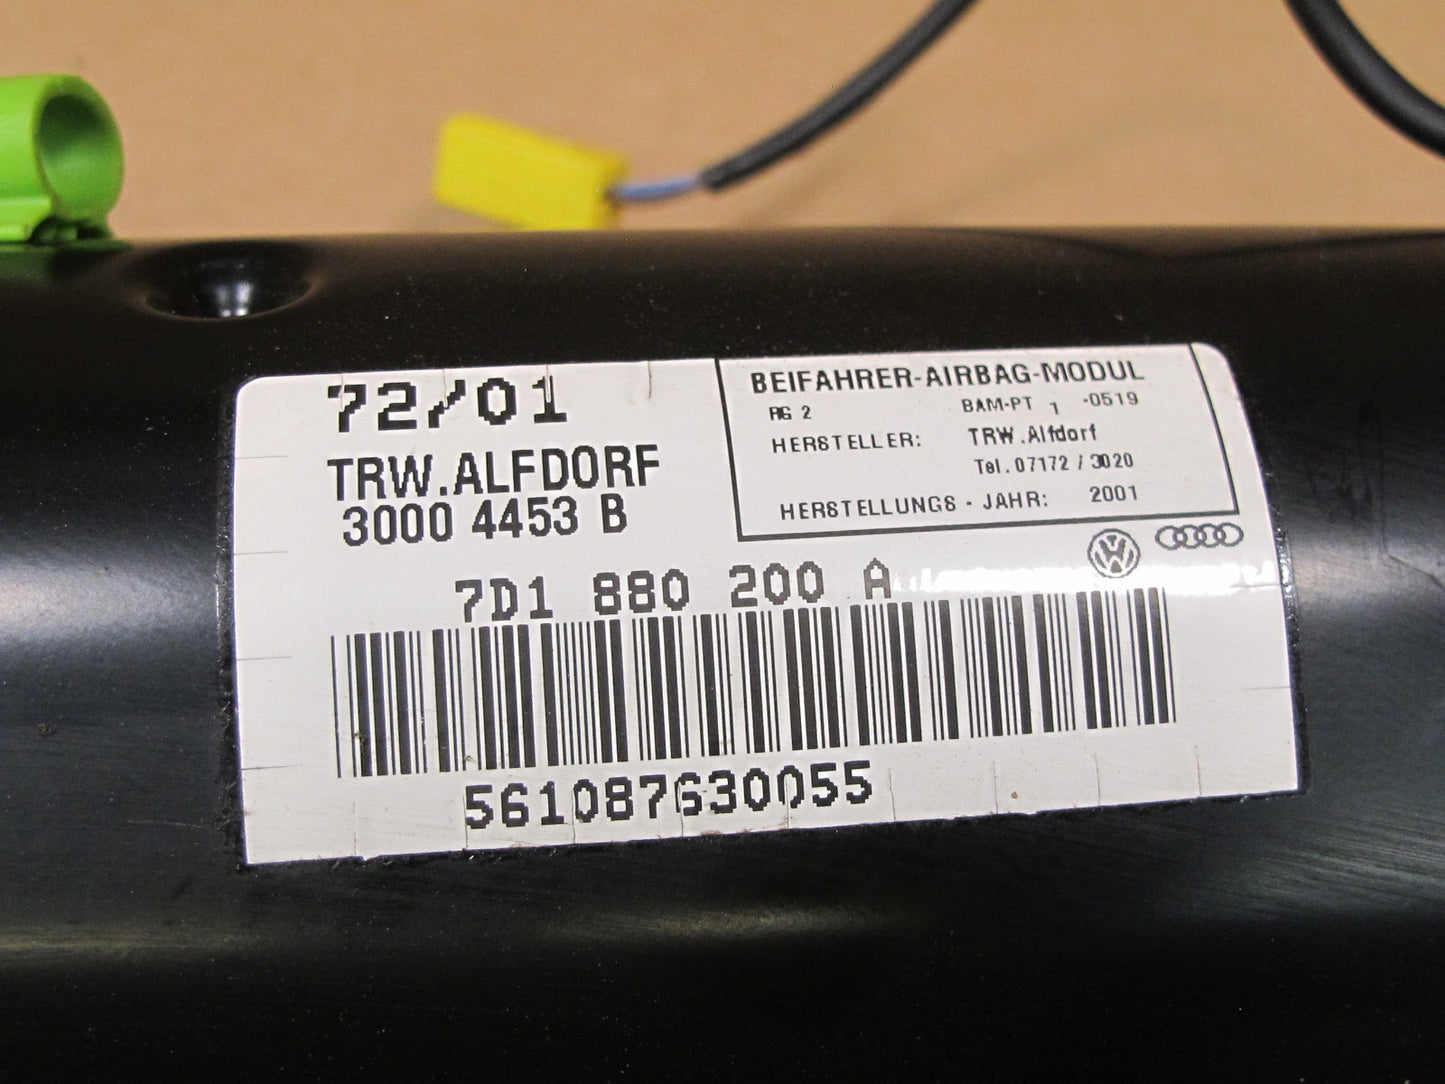 72/01
TRW.ALFDORF
3000 4453 B
BEIFAHRER-AIRBAG-MODUL
RG 2 BAM-PT 1 -0519
HERSTELLER: TRW.Alfdorf
Tel.07172 / 3020
HERSTELLUNGS - JAHR: 2001
VW
7D1 880 200 A
561087630055